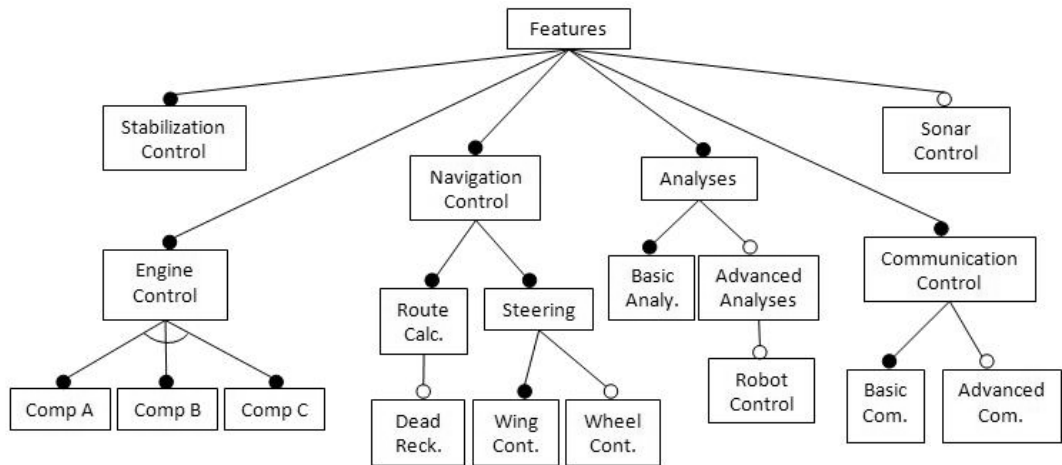 Features
Stabilization
Control
Sonar
Control
Navigation
Control
Analyses
Engine
Control
Communication
Control
Basic
Analy.
Advanced
Analyses
Route
Calc.
Steering
Robot
Control
Comp A
Comp B
Comp C
Dead
Reck.
Wing
Cont.
Wheel
Cont.
Basic
Com.
Advanced
Com.